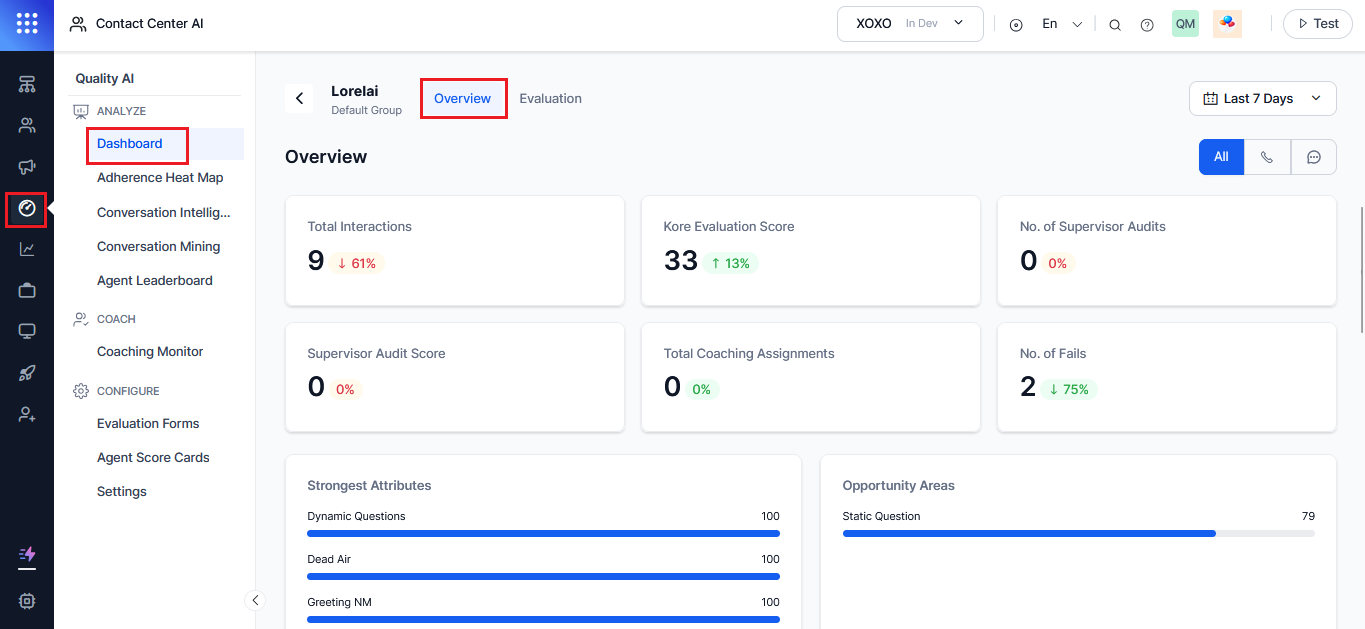 Contact Center AI
XOXO In Dev
En
QM
Test
Quality AI
ANALYZE
Dashboard
Adherence Heat Map
Conversation Intellig...
Conversation Mining
Agent Leaderboard
COACH
Coaching Monitor
CONFIGURE
Evaluation Forms
Agent Score Cards
Settings
Lorelai
Default Group
Overview
Evaluation
Last 7 Days
Overview
All
Total Interactions
9 ↓ 61%
Kore Evaluation Score
33 ↑ 13%
No. of Supervisor Audits
0 0%
Supervisor Audit Score
0 0%
Total Coaching Assignments
0 0%
No. of Fails
2 ↓ 75%
Strongest Attributes
Dynamic Questions 100
Dead Air 100
Greeting NM 100
Opportunity Areas
Static Question 79